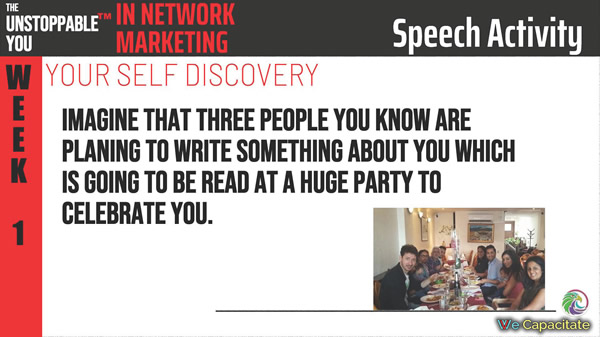 THE
UNSTOPPABLE™
YOU
IN NETWORK
MARKETING
Speech Activity
WEEK 1
YOUR SELF DISCOVERY
IMAGINE THAT THREE PEOPLE YOU KNOW ARE
PLANING TO WRITE SOMETHING ABOUT YOU WHICH
IS GOING TO BE READ AT A HUGE PARTY TO
CELEBRATE YOU.
We Capacitate